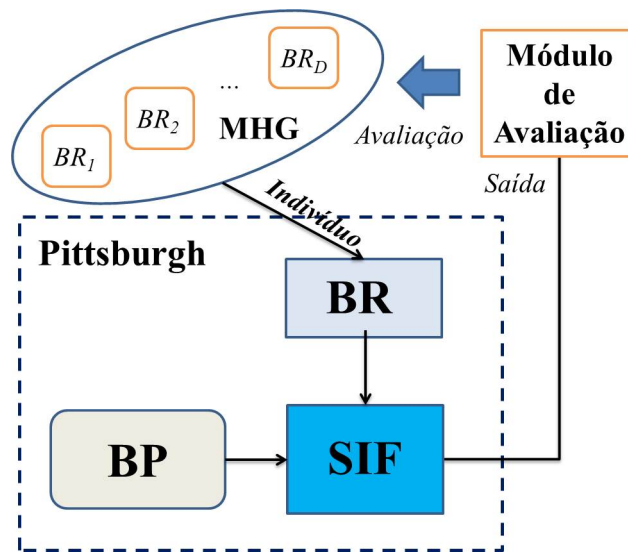 BR_D
Módulo
de
Avaliação
...
BR_2
MHG
Avaliação
BR_1
Saída
Indivíduo
Pittsburgh
BR
BP
SIF